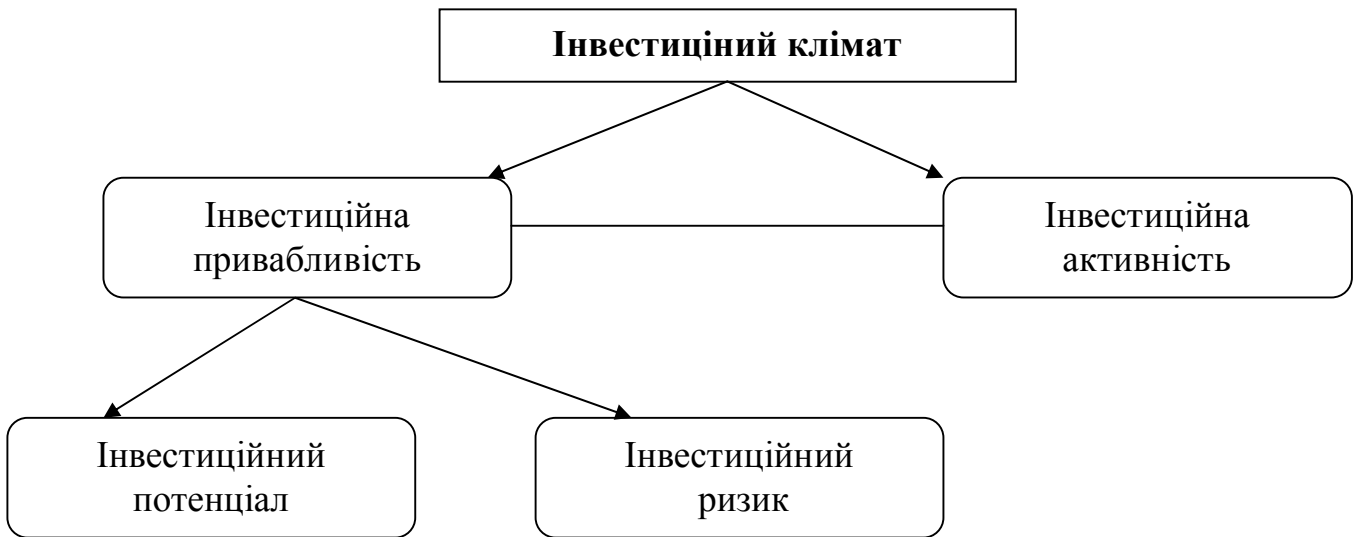 Інвестиціний клімат
Інвестиційна
привабливість
Інвестиційна
активність
Інвестиційний
потенціал
Інвестиційний
ризик